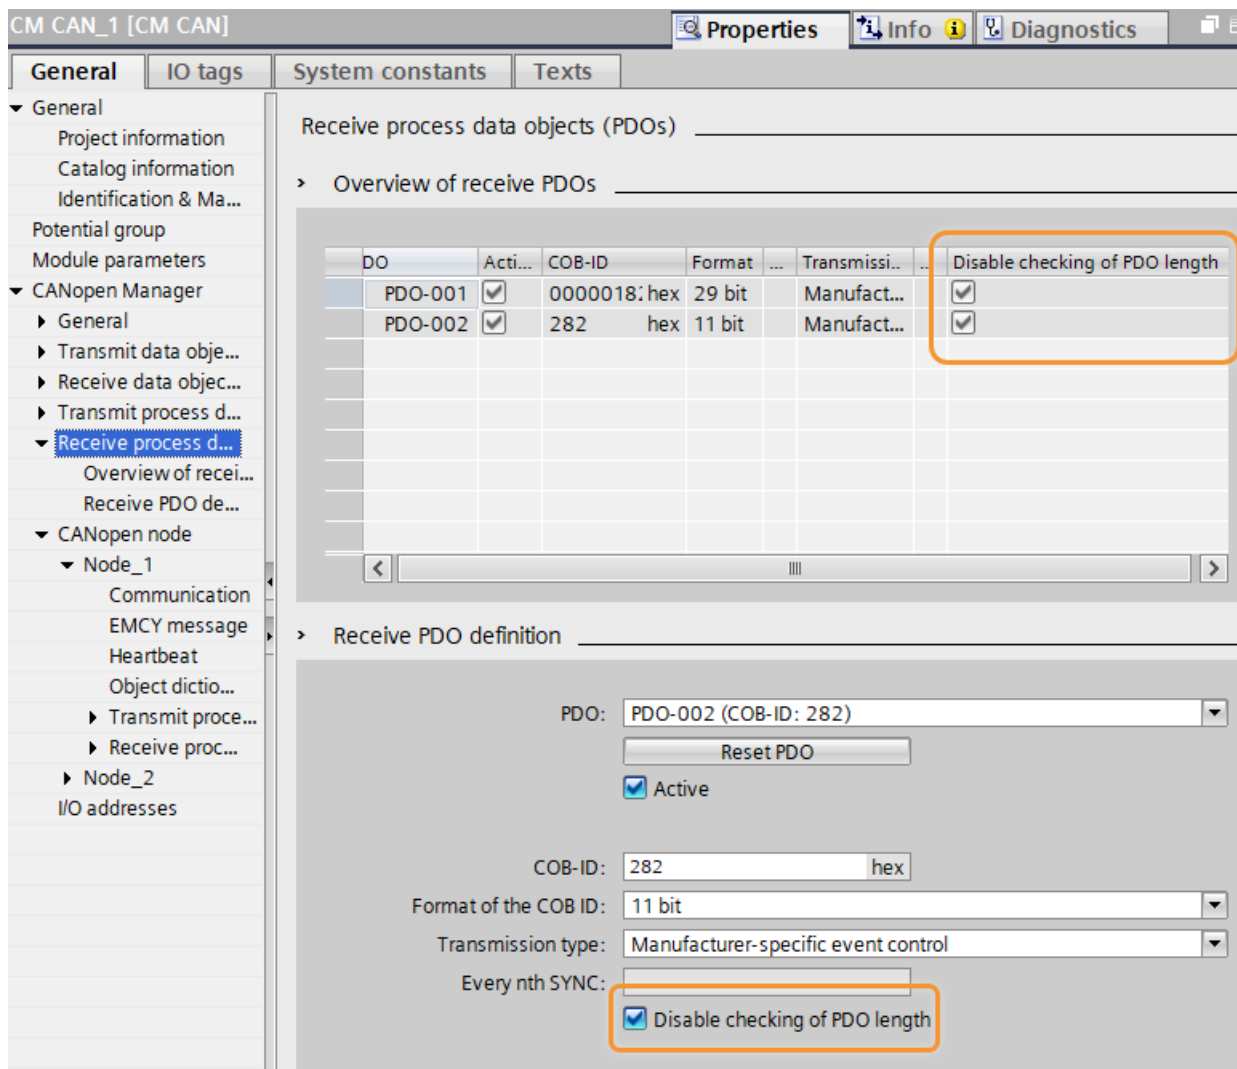 CM CAN_1 [CM CAN]
Properties
Info
Diagnostics
General
IO tags
System constants
Texts
General
Project information
Catalog information
Identification & Ma...
Potential group
Module parameters
CANopen Manager
General
Transmit data obje...
Receive data objec...
Transmit process d...
Receive process d...
Overview of recei...
Receive PDO de...
CANopen node
Node_1
Communication
EMCY message
Heartbeat
Object dictio...
Transmit proce...
Receive proc...
Node_2
I/O addresses
Receive process data objects (PDOs)
Overview of receive PDOs
DO Acti... COB-ID Format ... Transmissi.. .. Disable checking of PDO length
PDO-001 0000018 hex 29 bit Manufact...
PDO-002 282 hex 11 bit Manufact...
Receive PDO definition
PDO: PDO-002 (COB-ID: 282)
Reset PDO
Active
COB-ID: 282 hex
Format of the COB ID: 11 bit
Transmission type: Manufacturer-specific event control
Every nth SYNC:
Disable checking of PDO length